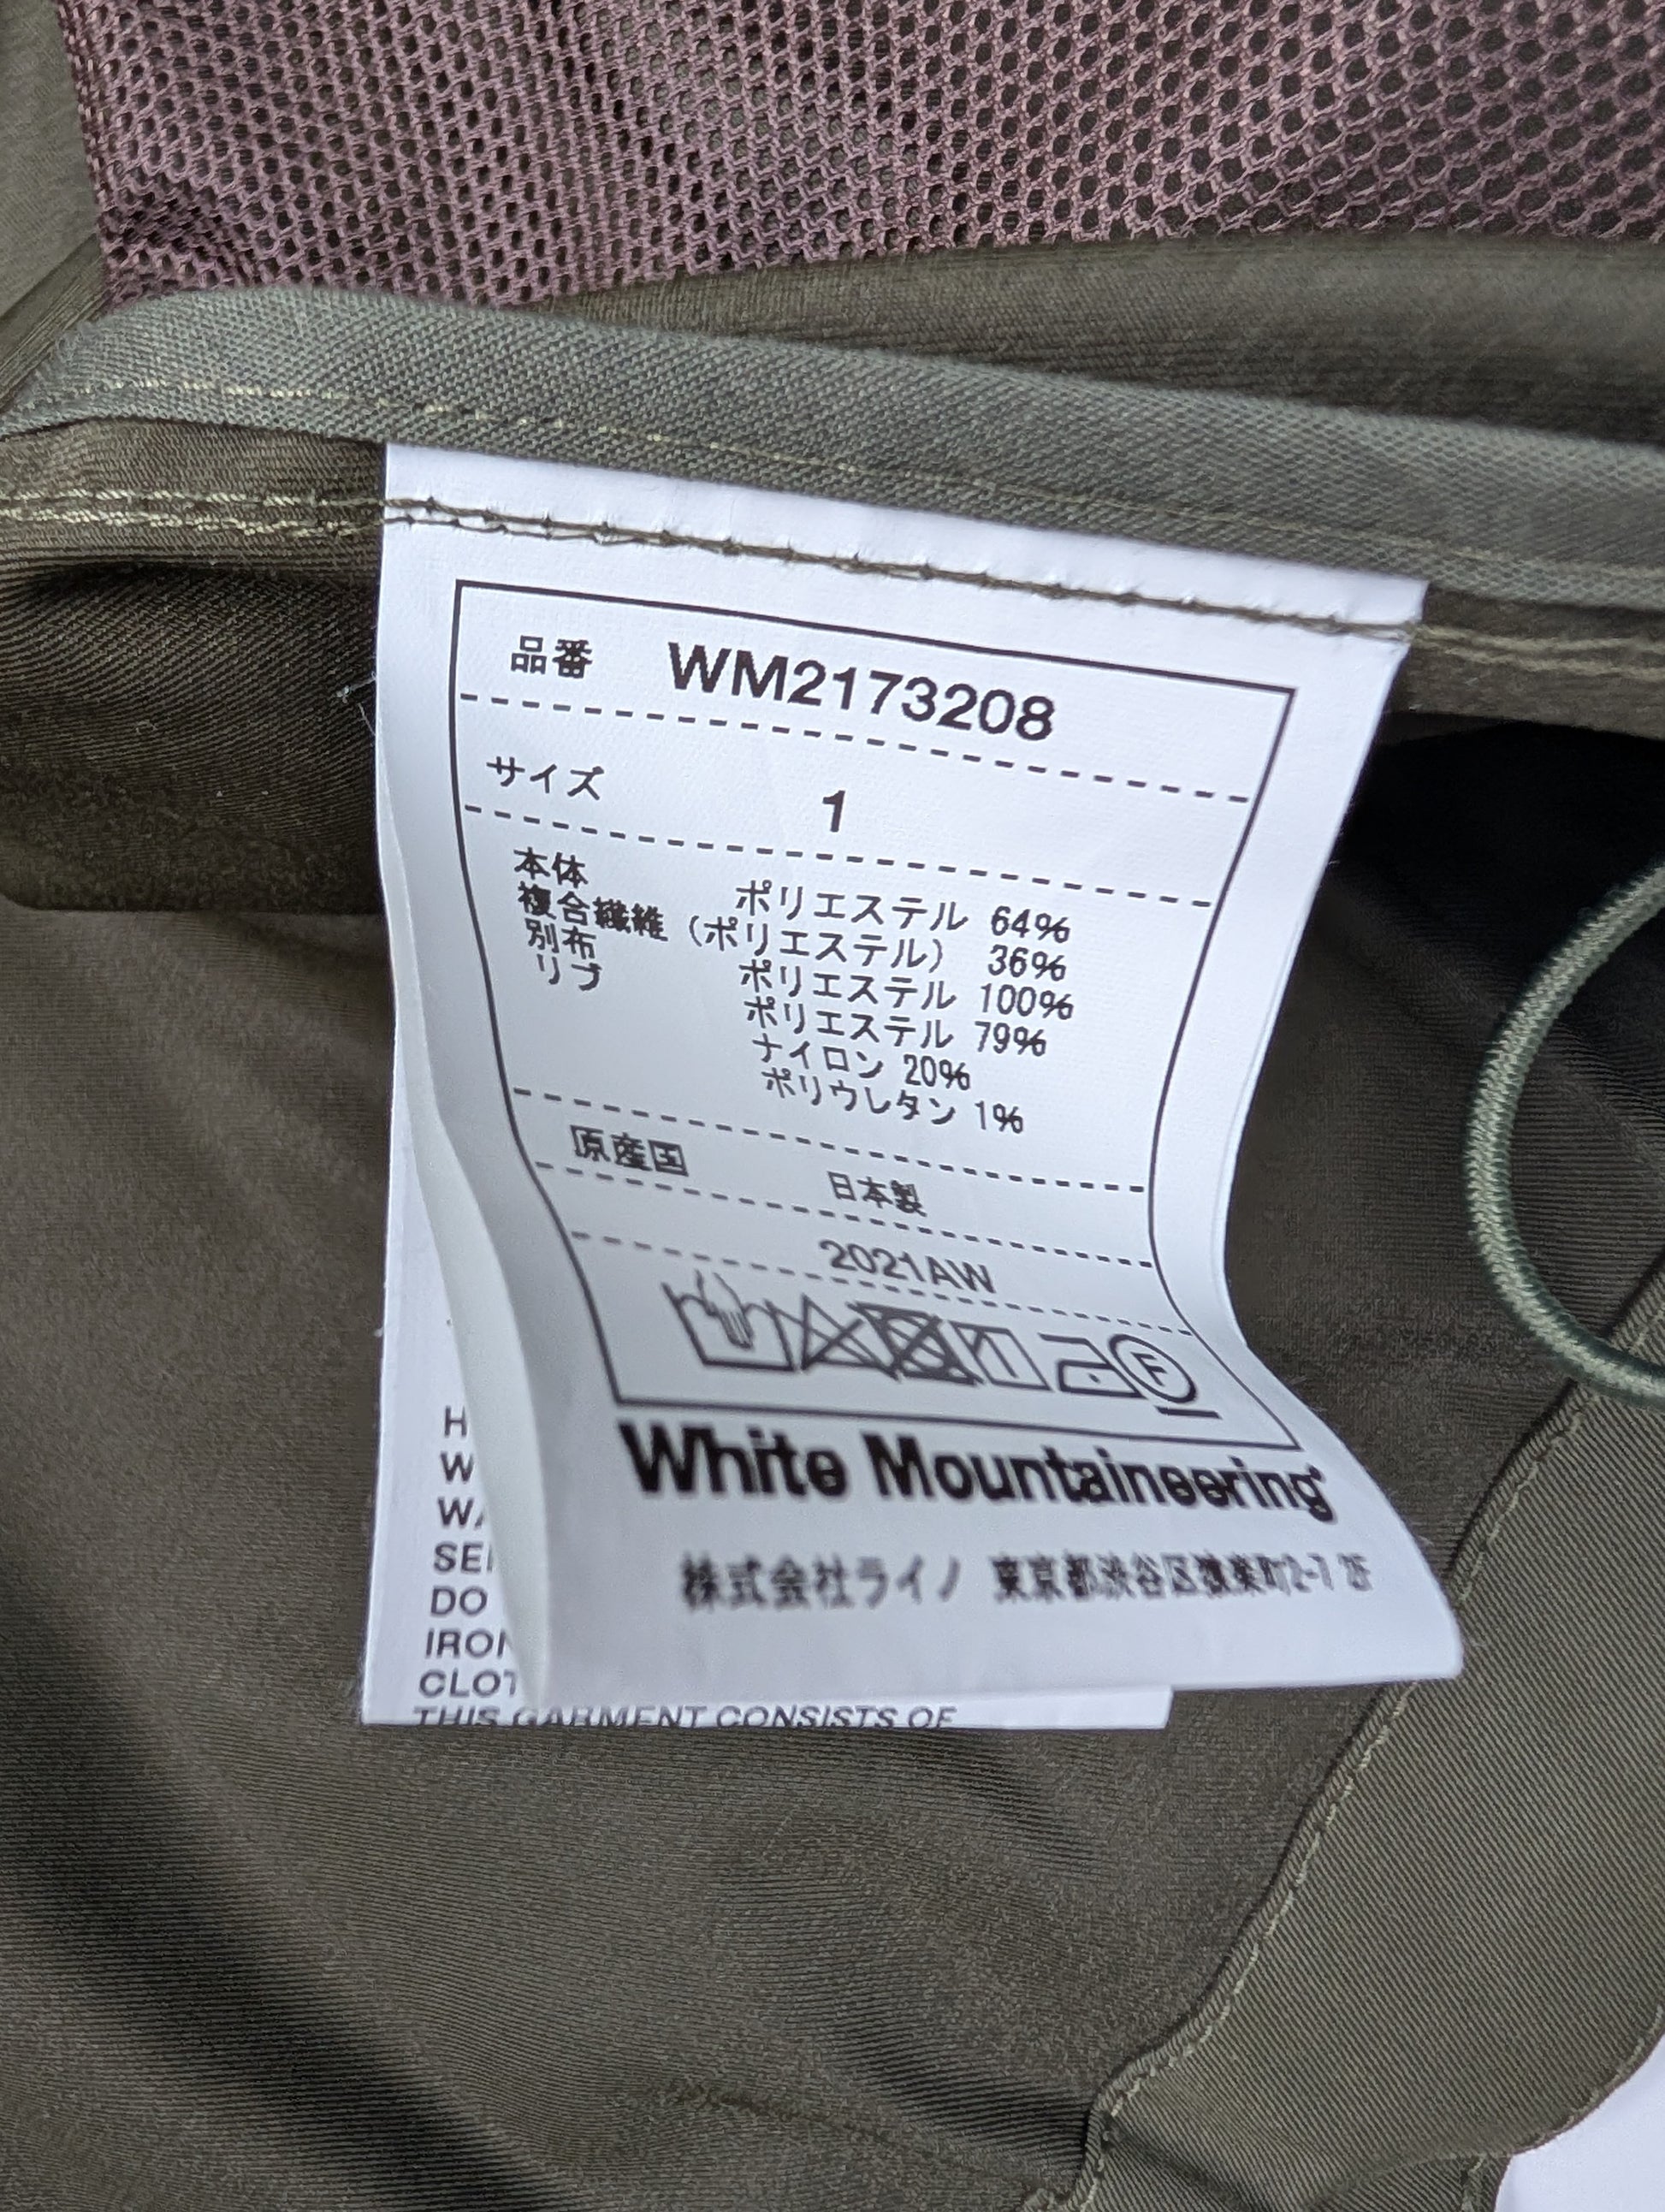 品番 WM2173208
サイズ 1
本体 ポリエステル 64%
複合繊維 (ポリエステル) 36%
別布 ポリエステル 100%
リブ ポリエステル 79%
ナイロン 20%
ポリウレタン 1%
原産国 日本製
2021AW
F
White Mountaineering
株式会社ライノ 東京都渋谷区猿楽町2-7 2F
H
W
WA
SE
DO
IRON
CLOT
THIS GARMENT CONSISTS OF